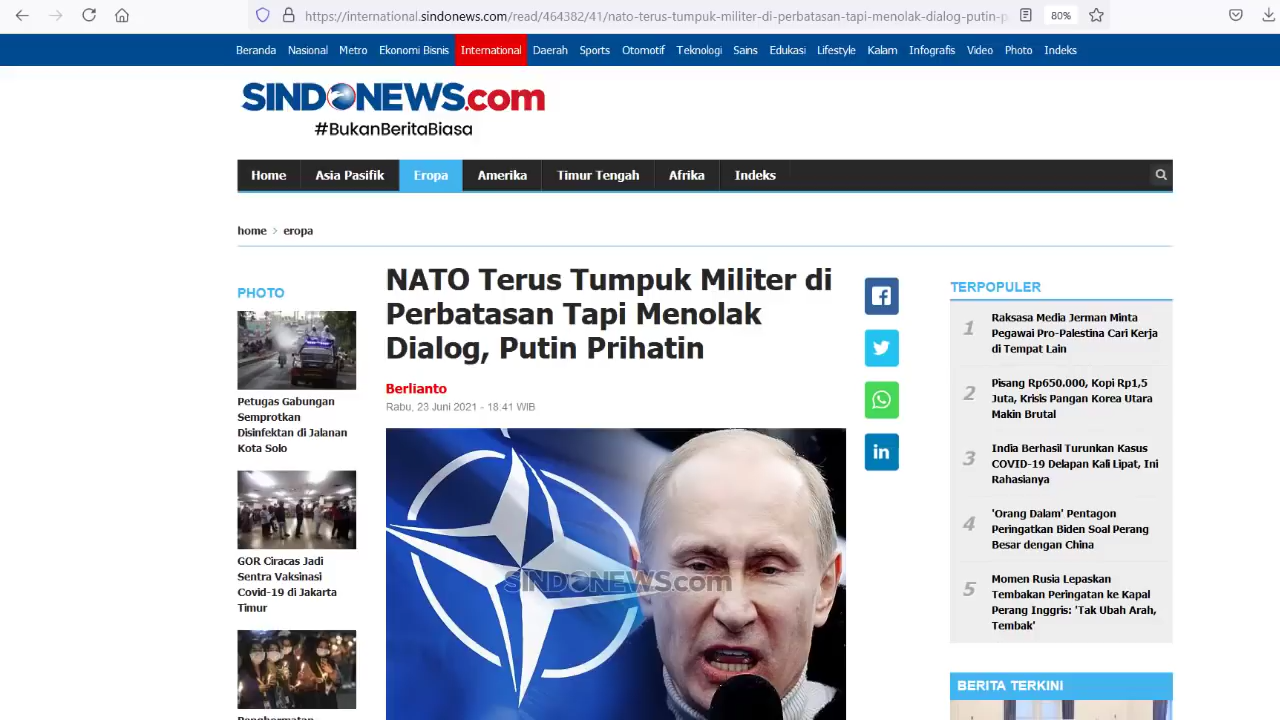 https://international.sindonews.com/read/464382/41/nato-terus-tumpuk-militer-di-perbatasan-tapi-menolak-dialog-putin-p
80%
Beranda Nasional Metro Ekonomi Bisnis International Daerah Sports Otomotif Teknologi Sains Edukasi Lifestyle Kalam Infografis Video Photo Indeks
SINDONEWS.com
#BukanBeritaBiasa
Home Asia Pasifik Eropa Amerika Timur Tengah Afrika Indeks
home > eropa
PHOTO
Petugas Gabungan
Semprotkan
Disinfektan di Jalanan
Kota Solo
GOR Ciracas Jadi
Sentra Vaksinasi
Covid-19 di Jakarta
Timur
NATO Terus Tumpuk Militer di
Perbatasan Tapi Menolak
Dialog, Putin Prihatin
Berlianto
Rabu, 23 Juni 2021 - 18:41 WIB
SINDONEWS.com
TERPOPULER
1
Raksasa Media Jerman Minta
Pegawai Pro-Palestina Cari Kerja
di Tempat Lain
2
Pisang Rp650.000, Kopi Rp1,5
Juta, Krisis Pangan Korea Utara
Makin Brutal
3
India Berhasil Turunkan Kasus
COVID-19 Delapan Kali Lipat, Ini
Rahasianya
4
'Orang Dalam' Pentagon
Peringatkan Biden Soal Perang
Besar dengan China
5
Momen Rusia Lepaskan
Tembakan Peringatan ke Kapal
Perang Inggris: 'Tak Ubah Arah,
Tembak'
BERITA TERKINI